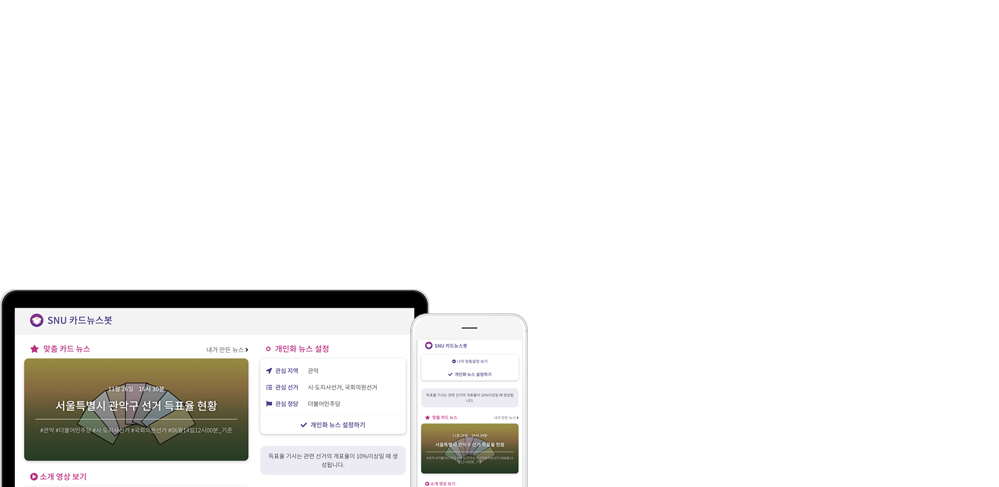 SNU 카드뉴스봇
맞춤 카드 뉴스
내가 만든 뉴스
11월 26일 16시 30분
서울특별시 관악구 선거 득표율 현황
#관악 #더불어민주당 #시·도지사선거 #국회의원선거 #06월14일12시00분_기준
소개 영상 보기
개인화 뉴스 설정
관심 지역 관악
관심 선거 시·도지사선거, 국회의원선거
관심 정당 더불어민주당
개인화 뉴스 설정하기
득표율 기사는 관련 선거의 개표율이 10%이상일 때 생
성됩니다.
SNU 카드뉴스봇
나의 맞춤설정 보기
개인화 뉴스 설정하기
득표율 기사는 관련 선거의 개표율이 10%이상일 때 생성됩니
다.
맞춤 카드 뉴스
내가 만든 뉴스
11월 26일 16시 30분
서울특별시 관악구 선거 득표율 현황
소개 영상 보기